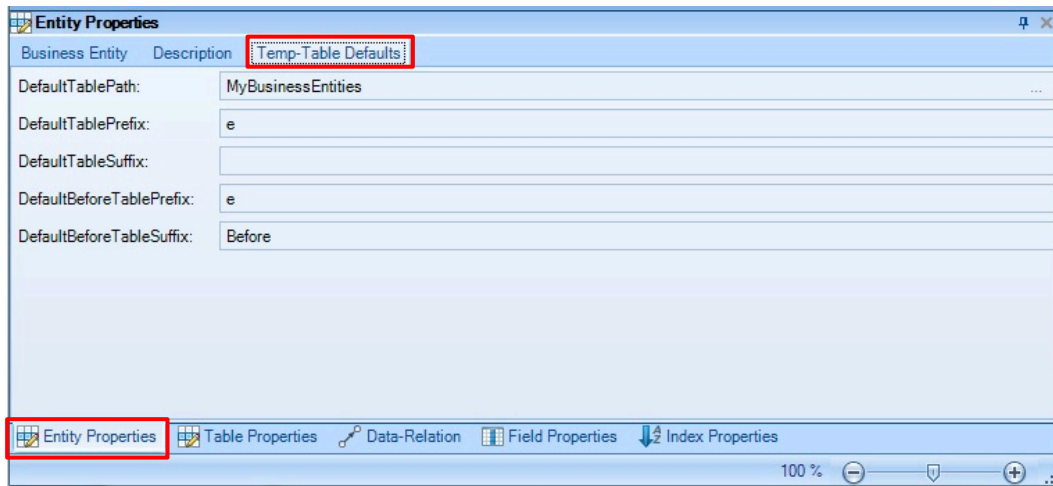 Entity Properties
Business Entity Description Temp-Table Defaults
DefaultTablePath: MyBusinessEntities ...
DefaultTablePrefix: e
DefaultTableSuffix:
DefaultBeforeTablePrefix: e
DefaultBeforeTableSuffix: Before
Entity Properties Table Properties Data-Relation Field Properties Index Properties
100 %